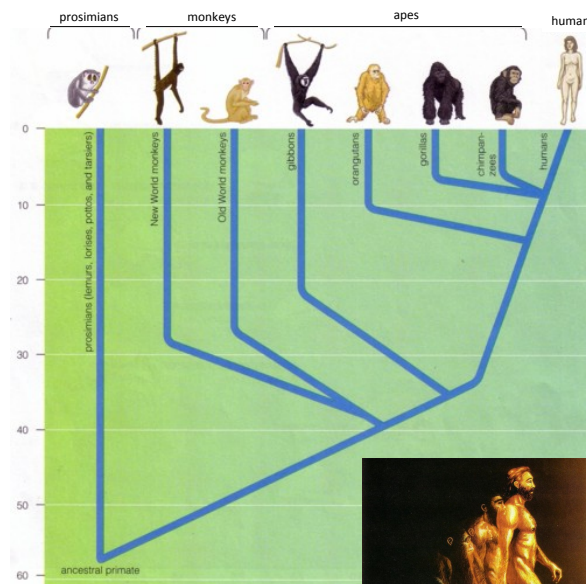 prosimians
monkeys
apes
human
0
10
20
30
40
50
60
prosimians (lemurs, lorises, pottos, and tarsiers)
New World monkeys
Old World monkeys
gibbons
orangutans
gorillas
chimpan-
zees
humans
ancestral primate